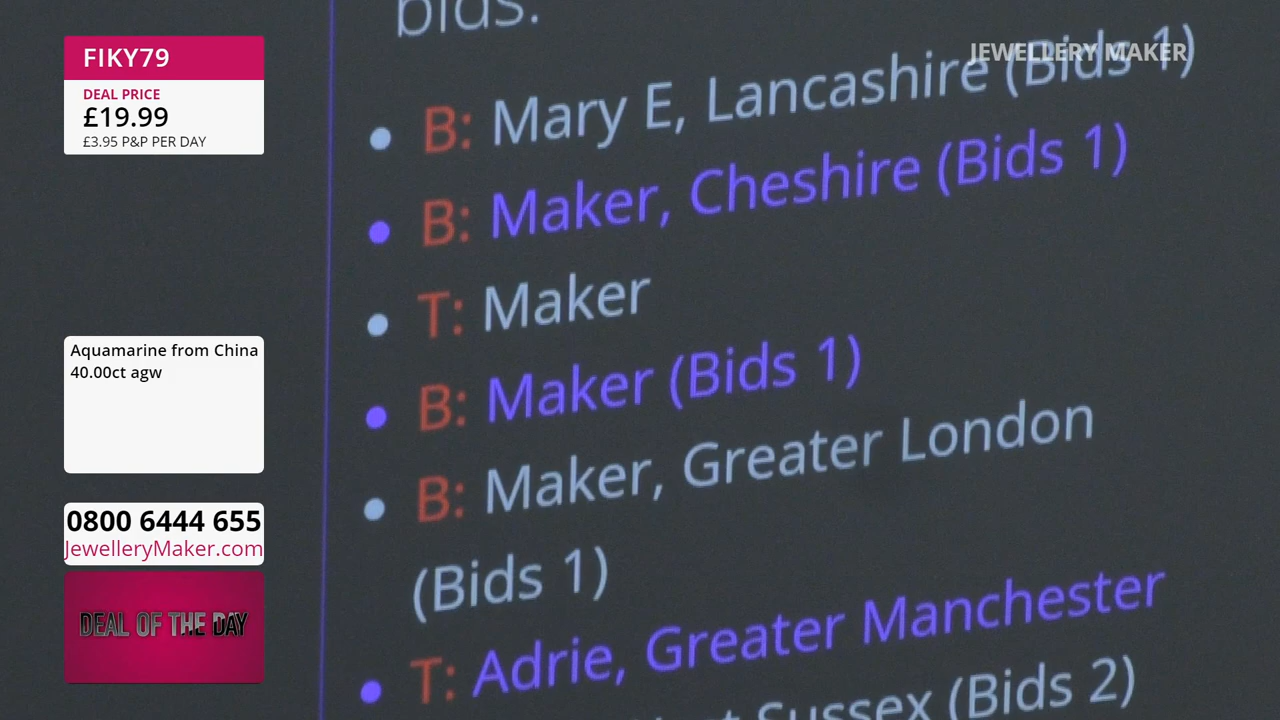 FIKY79
DEAL PRICE
£19.99
£3.95 P&P PER DAY
Aquamarine from China
40.00ct agw
0800 6444 655
JewelleryMaker.com
DEAL OF THE DAY
JEWELLERY MAKER
bids.
• B: Mary E, Lancashire (Bids 1)
• B: Maker, Cheshire (Bids 1)
• T: Maker
• B: Maker (Bids 1)
• B: Maker, Greater London
(Bids 1)
• T: Adrie, Greater Manchester
Sussex (Bids 2)